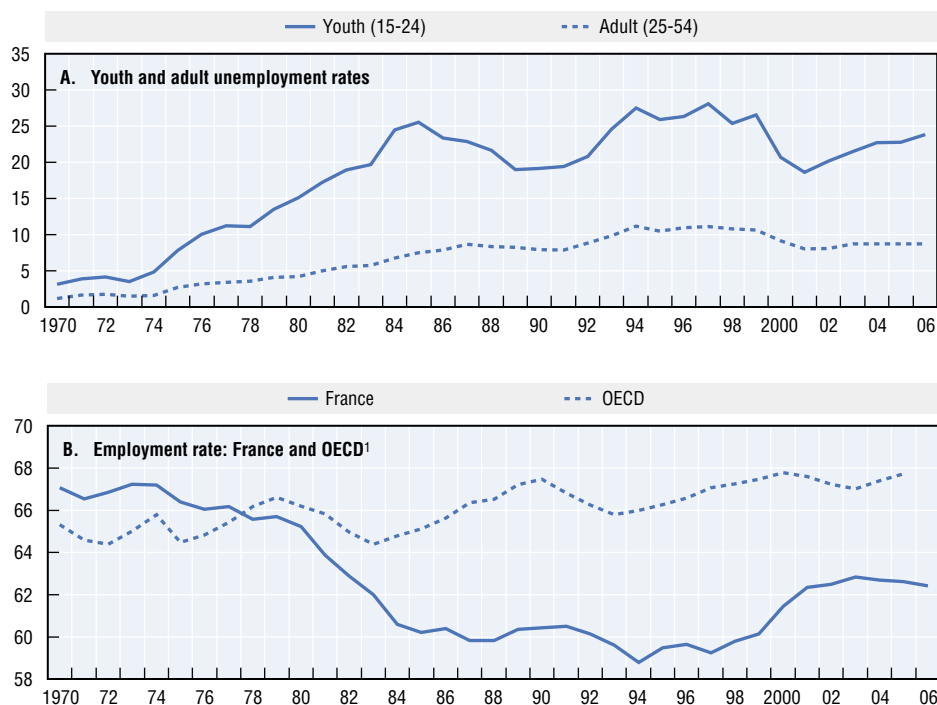 Youth (15-24) Adult (25-54)
35
A. Youth and adult unemployment rates
30
25
20
15
10
5
0
1970 72 74 76 78 80 82 84 86 88 90 92 94 96 98 2000 02 04 06
France OECD
70
B. Employment rate: France and OECD¹
68
66
64
62
60
58
1970 72 74 76 78 80 82 84 86 88 90 92 94 96 98 2000 02 04 06